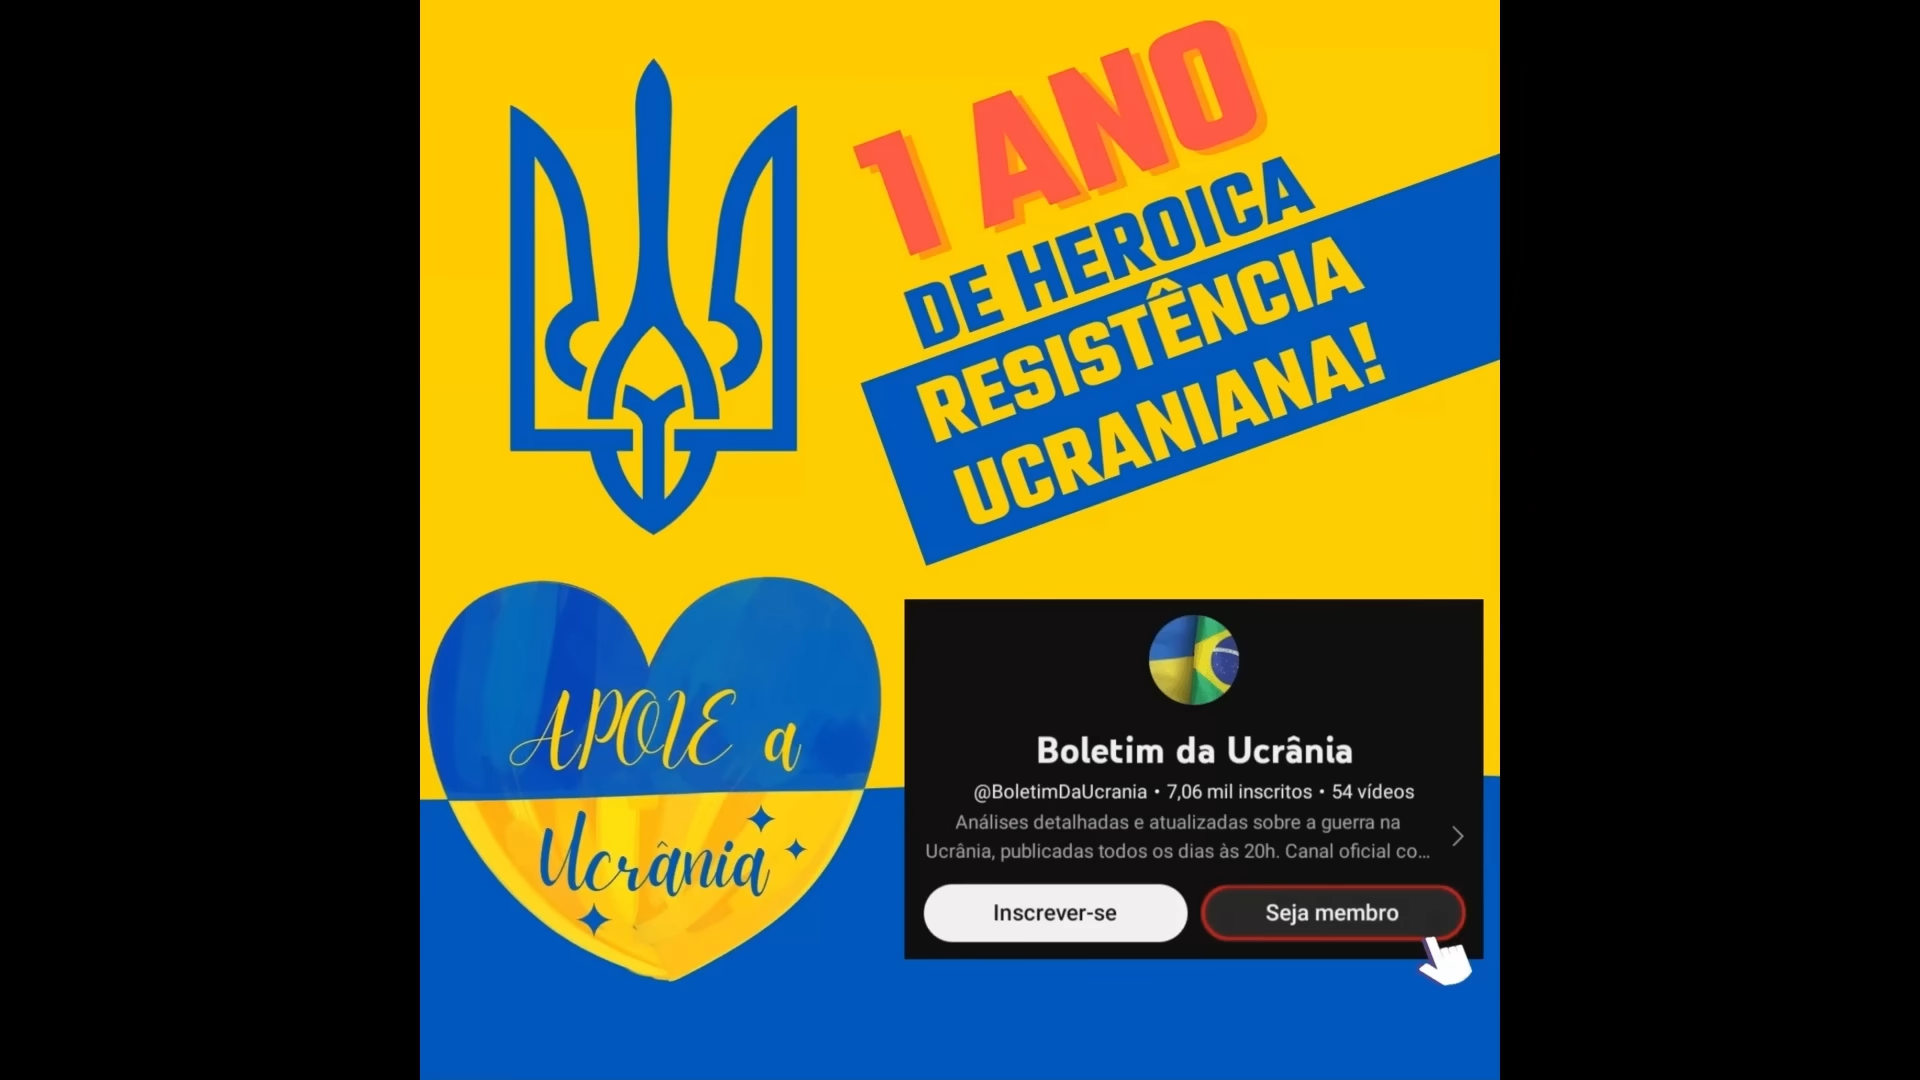 1 ANO
DE HEROICA
RESISTÊNCIA
UCRANIANA!
APOIE a
Ucrânia
Boletim da Ucrânia
@BoletimDaUcrania • 7,06 mil inscritos • 54 vídeos
Análises detalhadas e atualizadas sobre a guerra na
Ucrânia, publicadas todos os dias às 20h. Canal oficial co...
Inscrever-se
Seja membro